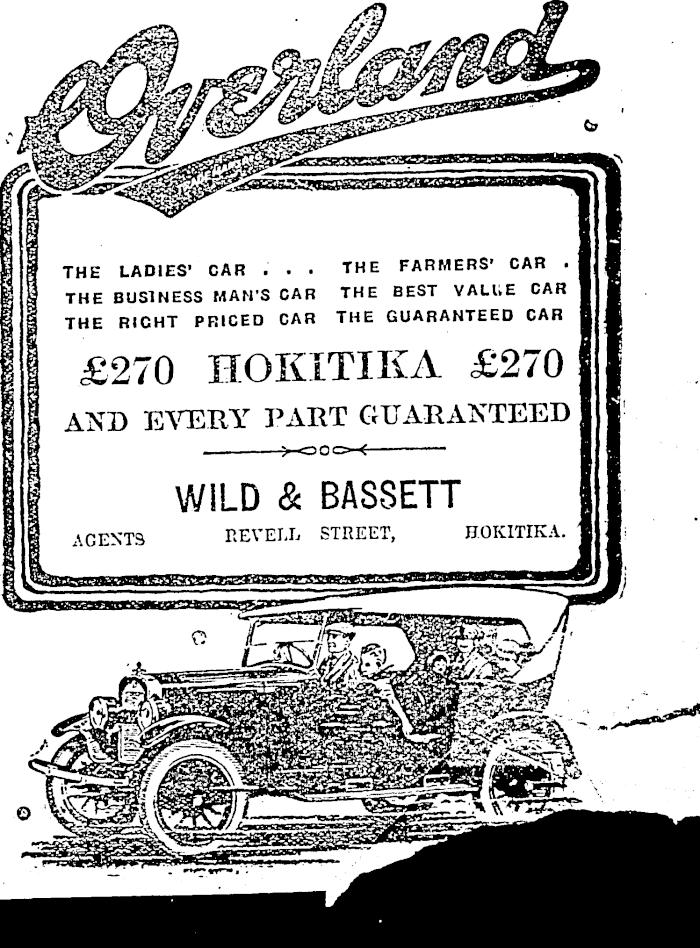 Overland
THE LADIES' CAR . . . THE FARMERS' CAR .
THE BUSINESS MAN'S CAR THE BEST VALUE CAR
THE RIGHT PRICED CAR THE GUARANTEED CAR
£270 HOKITIKA £270
AND EVERY PART GUARANTEED
WILD & BASSETT
AGENTS REVELL STREET, HOKITIKA.